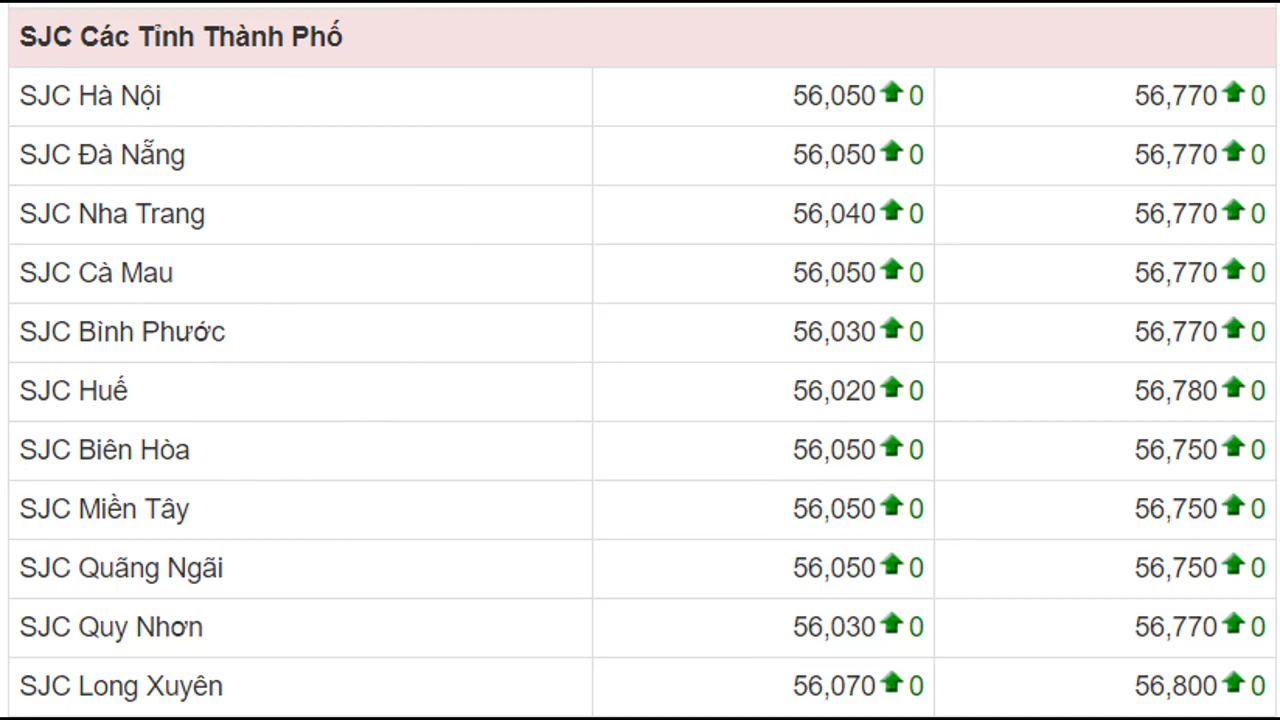 SJC Các Tỉnh Thành Phố
SJC Hà Nội 56,050 0 56,770 0
SJC Đà Nẵng 56,050 0 56,770 0
SJC Nha Trang 56,040 0 56,770 0
SJC Cà Mau 56,050 0 56,770 0
SJC Bình Phước 56,030 0 56,770 0
SJC Huế 56,020 0 56,780 0
SJC Biên Hòa 56,050 0 56,750 0
SJC Miền Tây 56,050 0 56,750 0
SJC Quãng Ngãi 56,050 0 56,750 0
SJC Quy Nhơn 56,030 0 56,770 0
SJC Long Xuyên 56,070 0 56,800 0